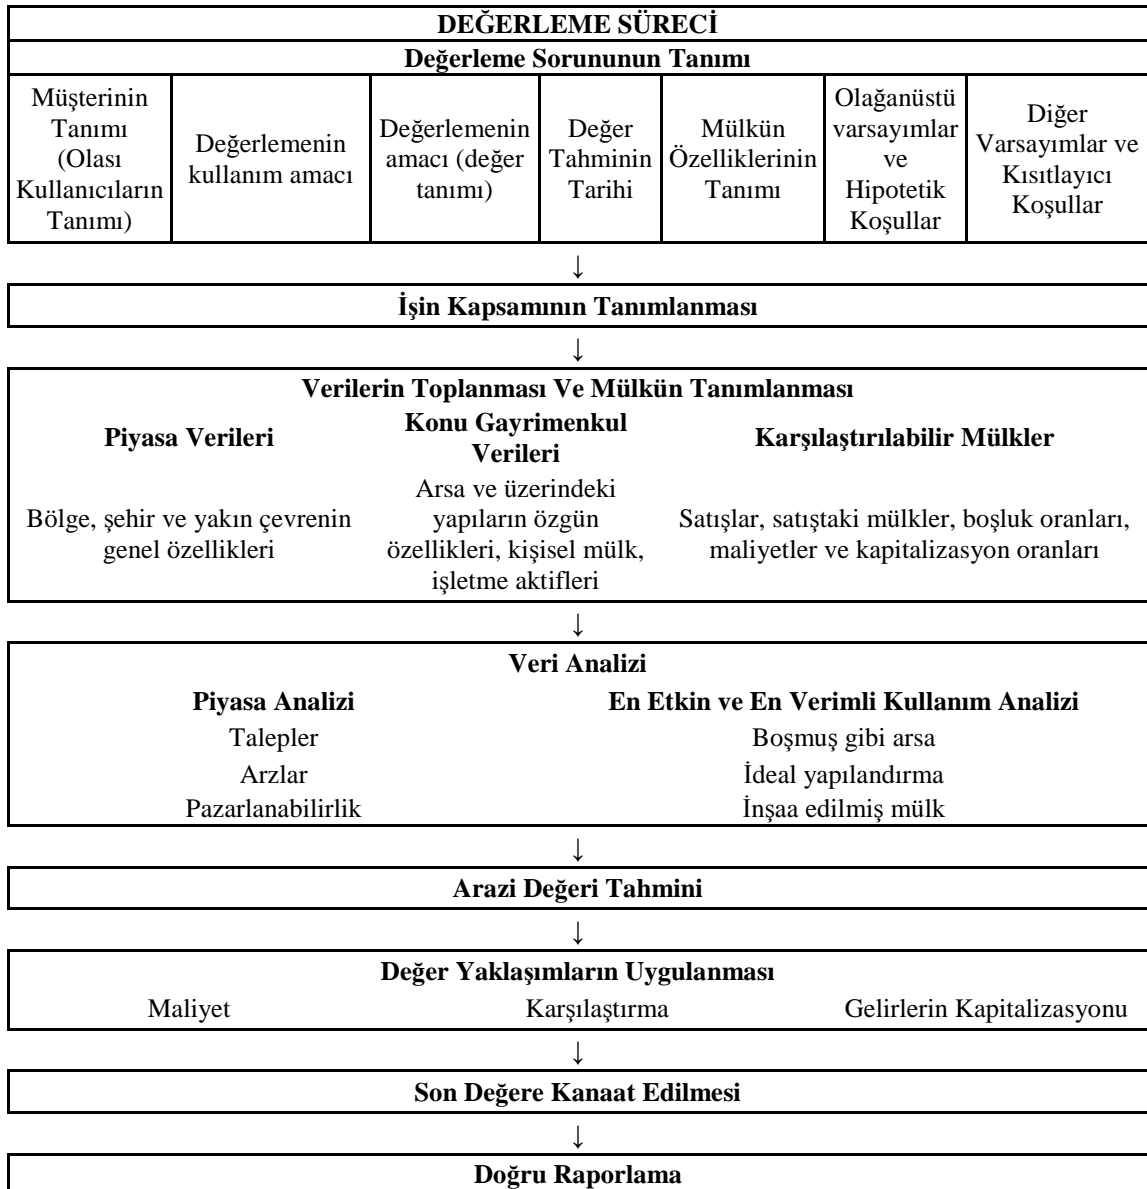 DEĞERLEME SÜRECİ
Değerleme Sorununun Tanımı
Müşterinin
Tanımı
(Olası
Kullanıcıların
Tanımı)
Değerlemenin
kullanım amacı
Değerlemenin
amacı (değer
tanımı)
Değer
Tahminin
Tarihi
Mülkün
Özelliklerinin
Tanımı
Olağanüstü
varsayımlar
ve
Hipotetik
Koşullar
Diğer
Varsayımlar ve
Kısıtlayıcı
Koşullar
↓
İşin Kapsamının Tanımlanması
↓
Verilerin Toplanması Ve Mülkün Tanımlanması
Piyasa Verileri
Konu Gayrimenkul
Verileri
Karşılaştırılabilir Mülkler
Bölge, şehir ve yakın çevrenin
genel özellikleri
Arsa ve üzerindeki
yapıların özgün
özellikleri, kişisel mülk,
işletme aktifleri
Satışlar, satıştaki mülkler, boşluk oranları,
maliyetler ve kapitalizasyon oranları
↓
Veri Analizi
Piyasa Analizi
En Etkin ve En Verimli Kullanım Analizi
Talepler
Boşmuş gibi arsa
Arzlar
İdeal yapılandırma
Pazarlanabilirlik
İnşaa edilmiş mülk
↓
Arazi Değeri Tahmini
↓
Değer Yaklaşımların Uygulanması
Maliyet
Karşılaştırma
Gelirlerin Kapitalizasyonu
↓
Son Değere Kanaat Edilmesi
↓
Doğru Raporlama